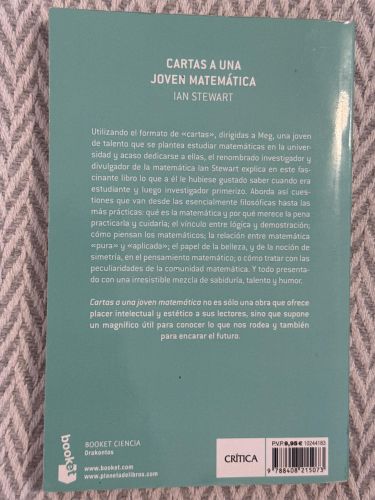 CARTAS A UNA
JOVEN MATEMÁTICA
IAN STEWART
Utilizando el formato de «cartas», dirigidas a Meg, una joven
de talento que se plantea estudiar matemáticas en la univer-
sidad y acaso dedicarse a ellas, el renombrado investigador y
divulgador de la matemática Ian Stewart explica en este fas-
cinante libro lo que a él le hubiese gustado saber cuando era
estudiante y luego investigador primerizo. Aborda así cues-
tiones que van desde las esencialmente filosóficas hasta las
más prácticas: qué es la matemática y por qué merece la pena
practicarla y cuidarla; el vínculo entre lógica y demostración;
cómo piensan los matemáticos; la relación entre matemática
«pura» y «aplicada»; el papel de la belleza, y de la noción de
simetría, en el pensamiento matemático; o cómo tratar con las
peculiaridades de la comunidad matemática. Y todo presenta-
do con una irresistible mezcla de sabiduría, talento y humor.
Cartas a una joven matemática no es sólo una obra que ofrece
placer intelectual y estético a sus lectores, sino que supone
un magnífico útil para conocer lo que nos rodea y también
para encarar el futuro.
booket
BOOKET CIENCIA
Drakontos
www.booket.com
www.planetadelibros.com
CRÍTICA
P.V.P. 8,95 € 10244183
9 788408 215073